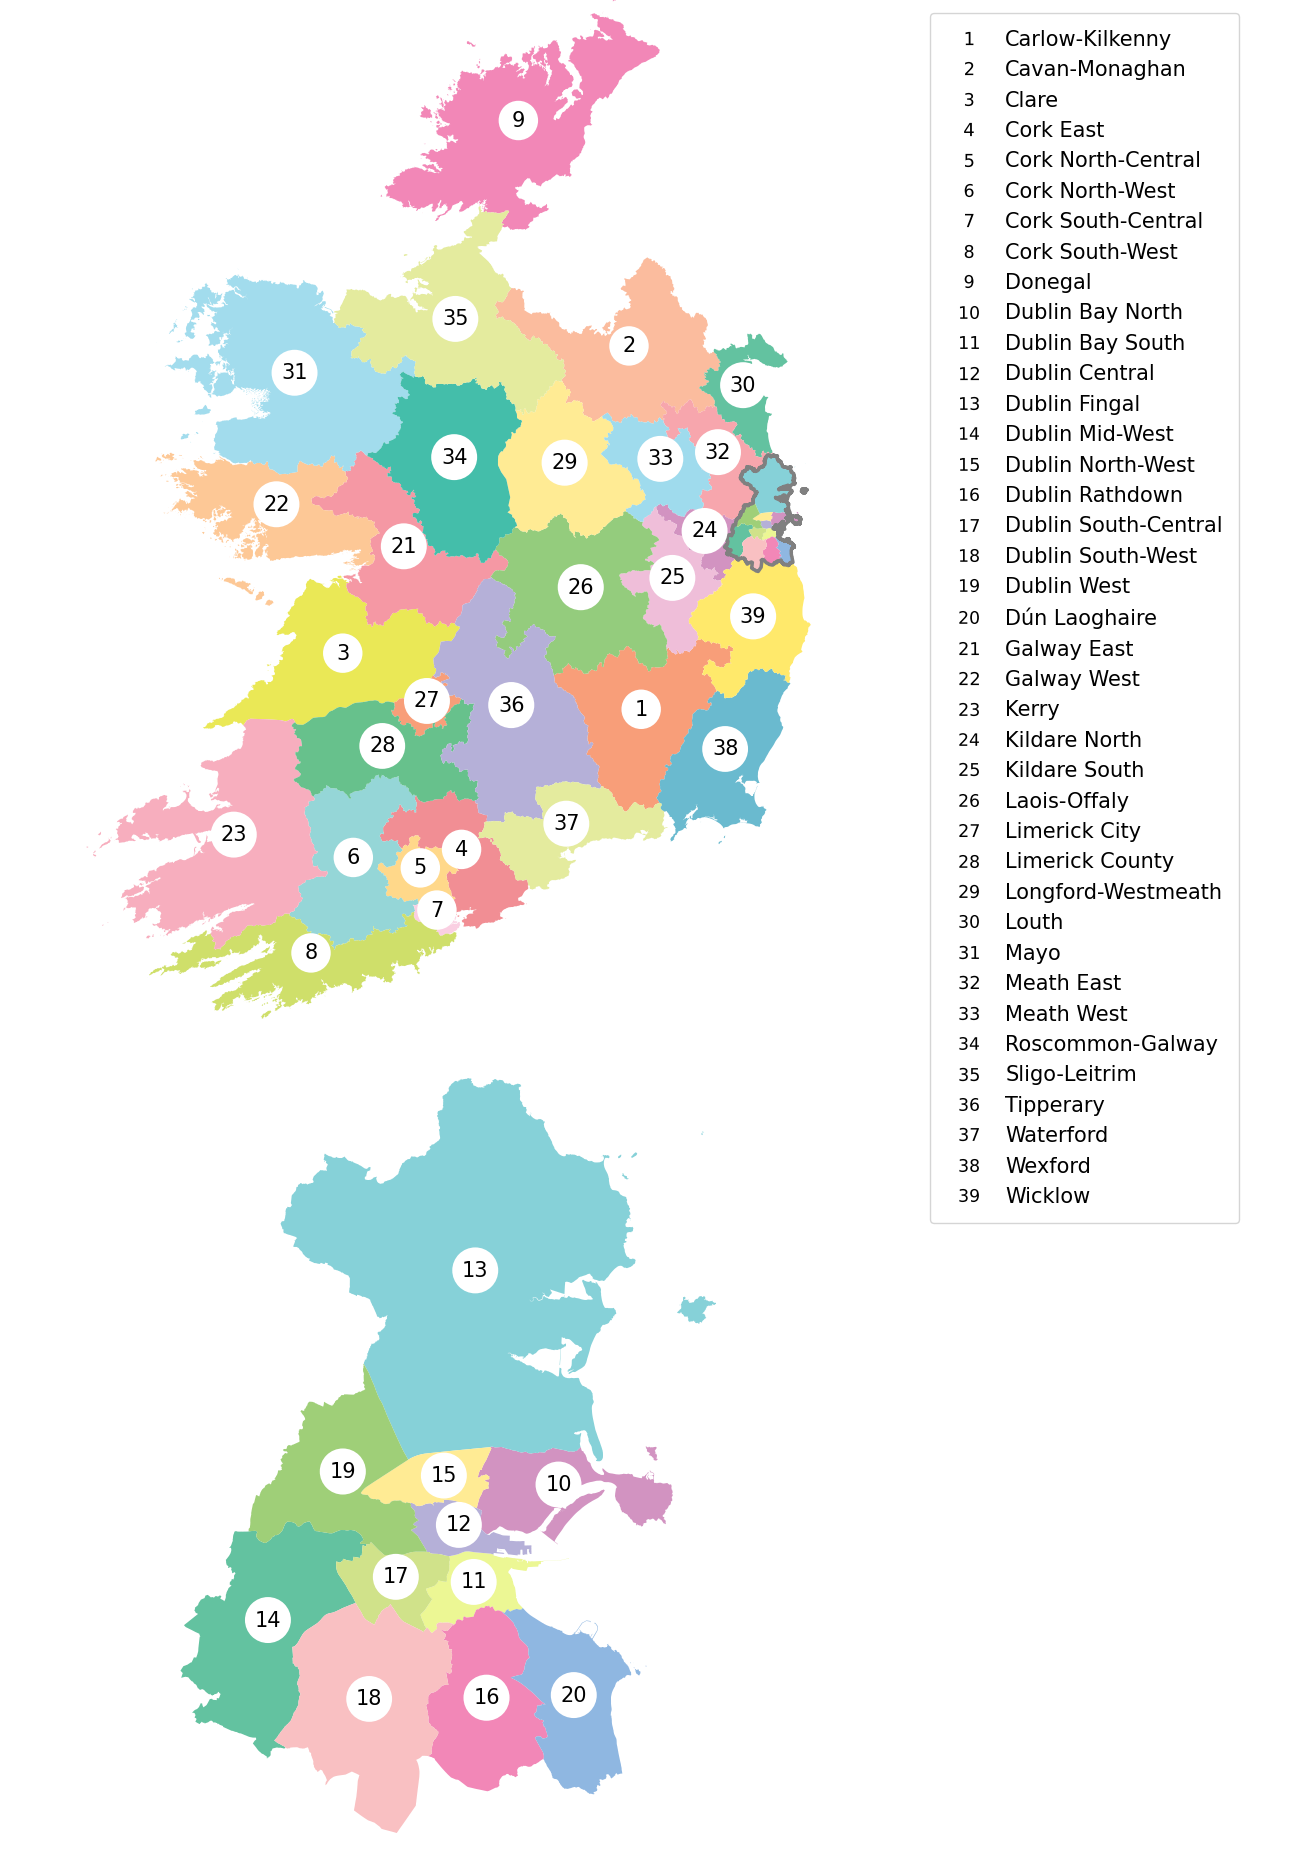 1 Carlow-Kilkenny
2 Cavan-Monaghan
3 Clare
4 Cork East
5 Cork North-Central
6 Cork North-West
7 Cork South-Central
8 Cork South-West
9 Donegal
10 Dublin Bay North
11 Dublin Bay South
12 Dublin Central
13 Dublin Fingal
14 Dublin Mid-West
15 Dublin North-West
16 Dublin Rathdown
17 Dublin South-Central
18 Dublin South-West
19 Dublin West
20 Dún Laoghaire
21 Galway East
22 Galway West
23 Kerry
24 Kildare North
25 Kildare South
26 Laois-Offaly
27 Limerick City
28 Limerick County
29 Longford-Westmeath
30 Louth
31 Mayo
32 Meath East
33 Meath West
34 Roscommon-Galway
35 Sligo-Leitrim
36 Tipperary
37 Waterford
38 Wexford
39 Wicklow
9
35
2
31
30
34
29
33
32
22
21
24
26
25
39
3
27
36
1
28
38
37
23
6
5
4
7
8
13
19
15
10
12
17
11
14
18
16
20